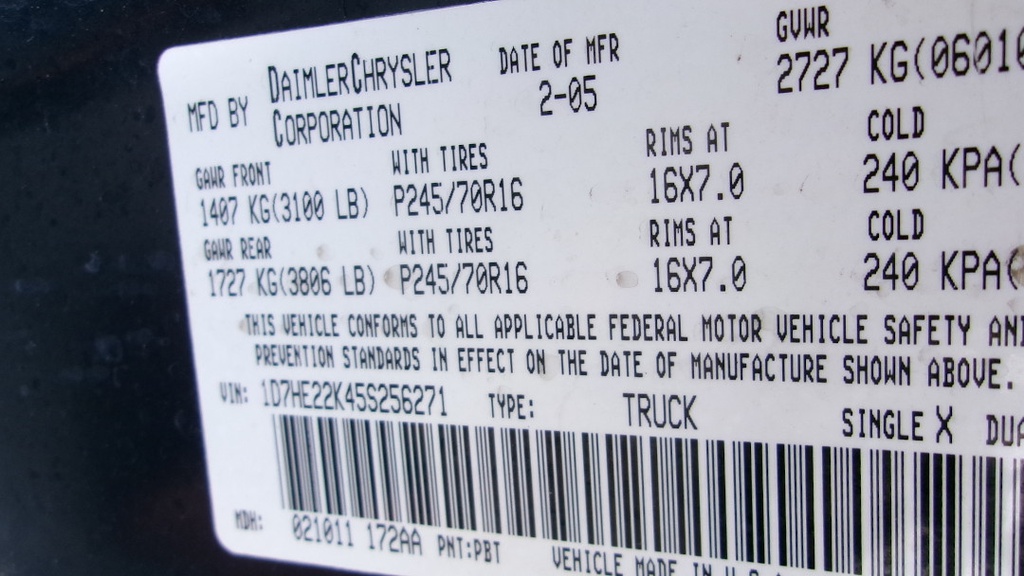 MFD BY DAIMLERCHRYSLER CORPORATION
DATE OF MFR 2-05
GVWR 2727 KG(06010
GAWR FRONT WITH TIRES RIMS AT COLD
1407 KG(3100 LB) P245/70R16 16X7.0 240 KPA(
GAWR REAR WITH TIRES RIMS AT COLD
1727 KG(3806 LB) P245/70R16 16X7.0 240 KPA(
THIS VEHICLE CONFORMS TO ALL APPLICABLE FEDERAL MOTOR VEHICLE SAFETY AND
PREVENTION STANDARDS IN EFFECT ON THE DATE OF MANUFACTURE SHOWN ABOVE.
VIN: 1D7HE22K45S256271 TYPE: TRUCK SINGLE X DUA
MDH: 021011 172AA PNT:PBT
VEHICLE MADE IN U.S.A